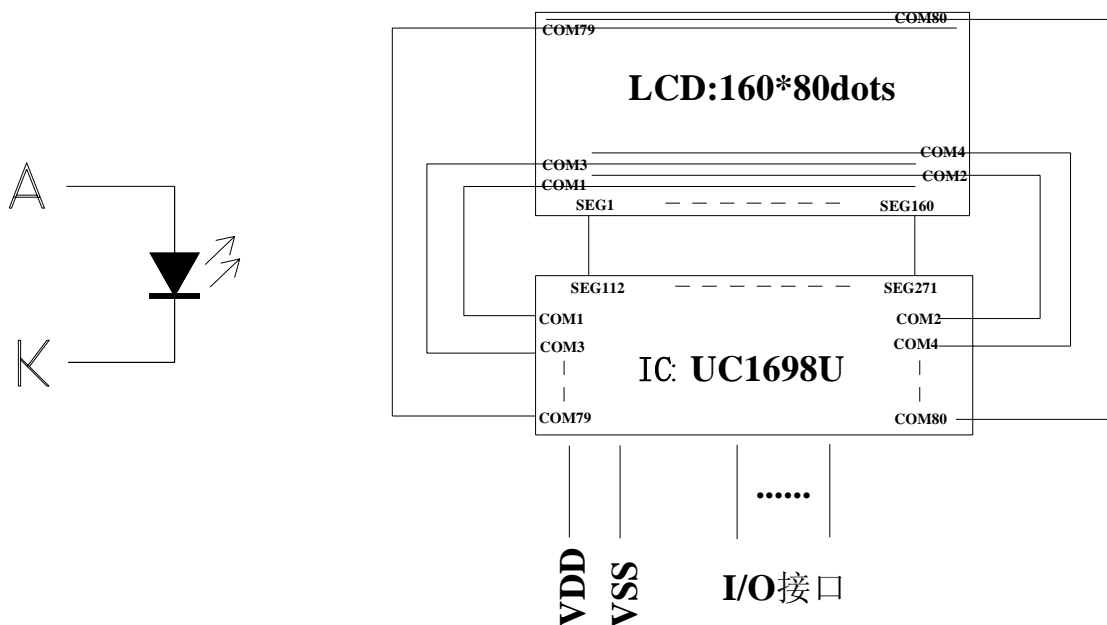 COM80
COM79
LCD:160*80dots
A
COM4
COM3
COM2
COM1
SEG1
SEG160
SEG112
SEG271
COM1
COM2
COM3
COM4
K
IC: UC1698U
COM79
COM80
VDD
VSS
......
I/O接口